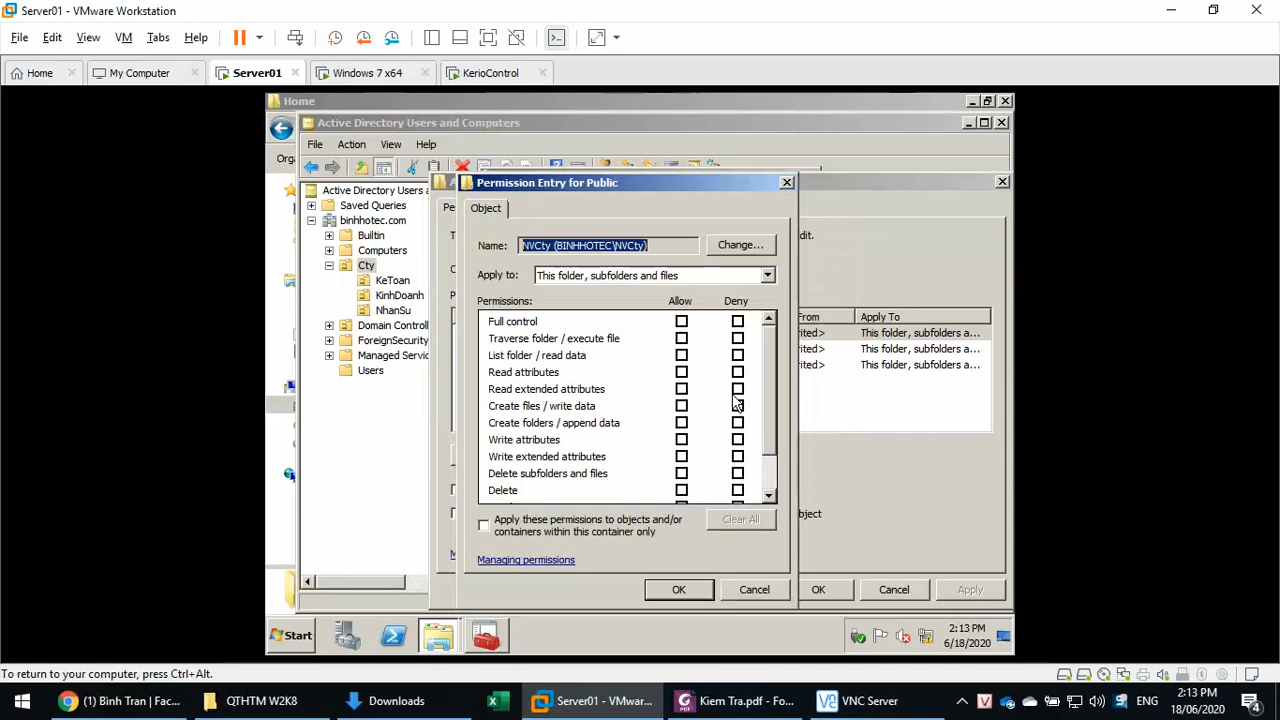 Server01 - VMware Workstation
File Edit View VM Tabs Help
Home My Computer Server01 Windows 7 x64 KerioControl
Home
Active Directory Users and Computers
File Action View Help
Active Directory Users a
Saved Queries
binhhotec.com
Builtin
Computers
Cty
KeToan
KinhDoanh
NhanSu
Domain Control
ForeignSecurity
Managed Servic
Users
Permission Entry for Public
Object
Name: NVCty (BINHHOTEC\NVCty) Change...
Apply to: This folder, subfolders and files
Permissions: Allow Deny
Full control
Traverse folder / execute file
List folder / read data
Read attributes
Read extended attributes
Create files / write data
Create folders / append data
Write attributes
Write extended attributes
Delete subfolders and files
Delete
Apply these permissions to objects and/or
containers within this container only
Clear All
Managing permissions
OK Cancel
dit.
From Apply To
rited> This folder, subfolders a...
rited> This folder, subfolders a...
rited> This folder, subfolders a...
bject
OK Cancel Apply
Start
2:13 PM
6/18/2020
To return to your computer, press Ctrl+Alt.
(1) Binh Tran | Fac... QTHTM W2K8 Downloads Server01 - VMware... Kiem Tra.pdf - Fo... VNC Server ENG
2:13 PM
18/06/2020
4